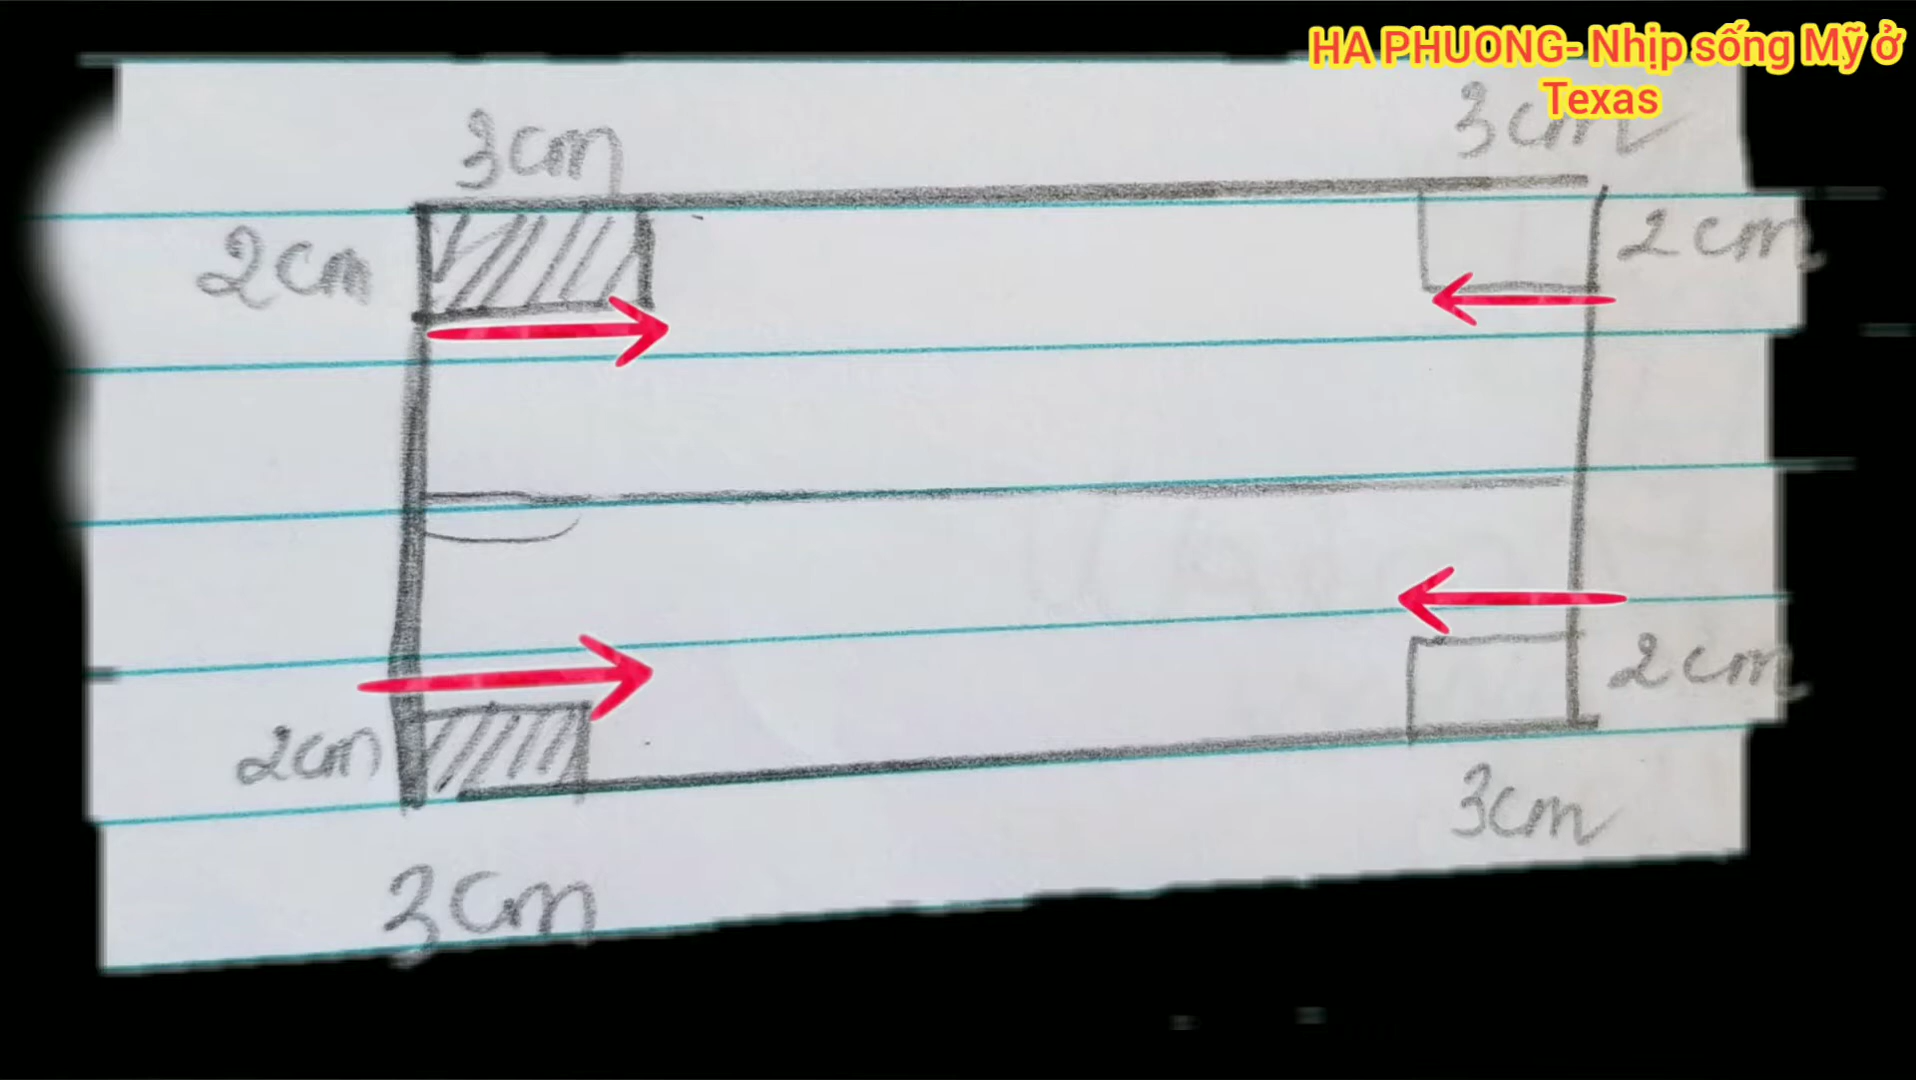 HA PHUONG- Nhịp sống Mỹ ở
Texas
3cm
3cm
2cm
2cm
2cm
2cm
3cm
3cm